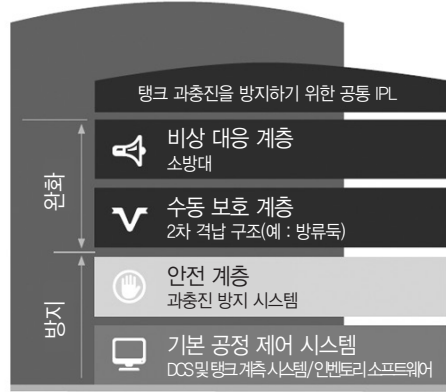 탱크 과충진을 방지하기 위한 공통 IPL
완화
비상 대응 계층
소방대
수동 보호 계층
2차 격납 구조(예 : 방류둑)
방지
안전 계층
과충진 방지 시스템
기본 공정 제어 시스템
DCS 및 탱크 계측 시스템/인벤토리 소프트웨어